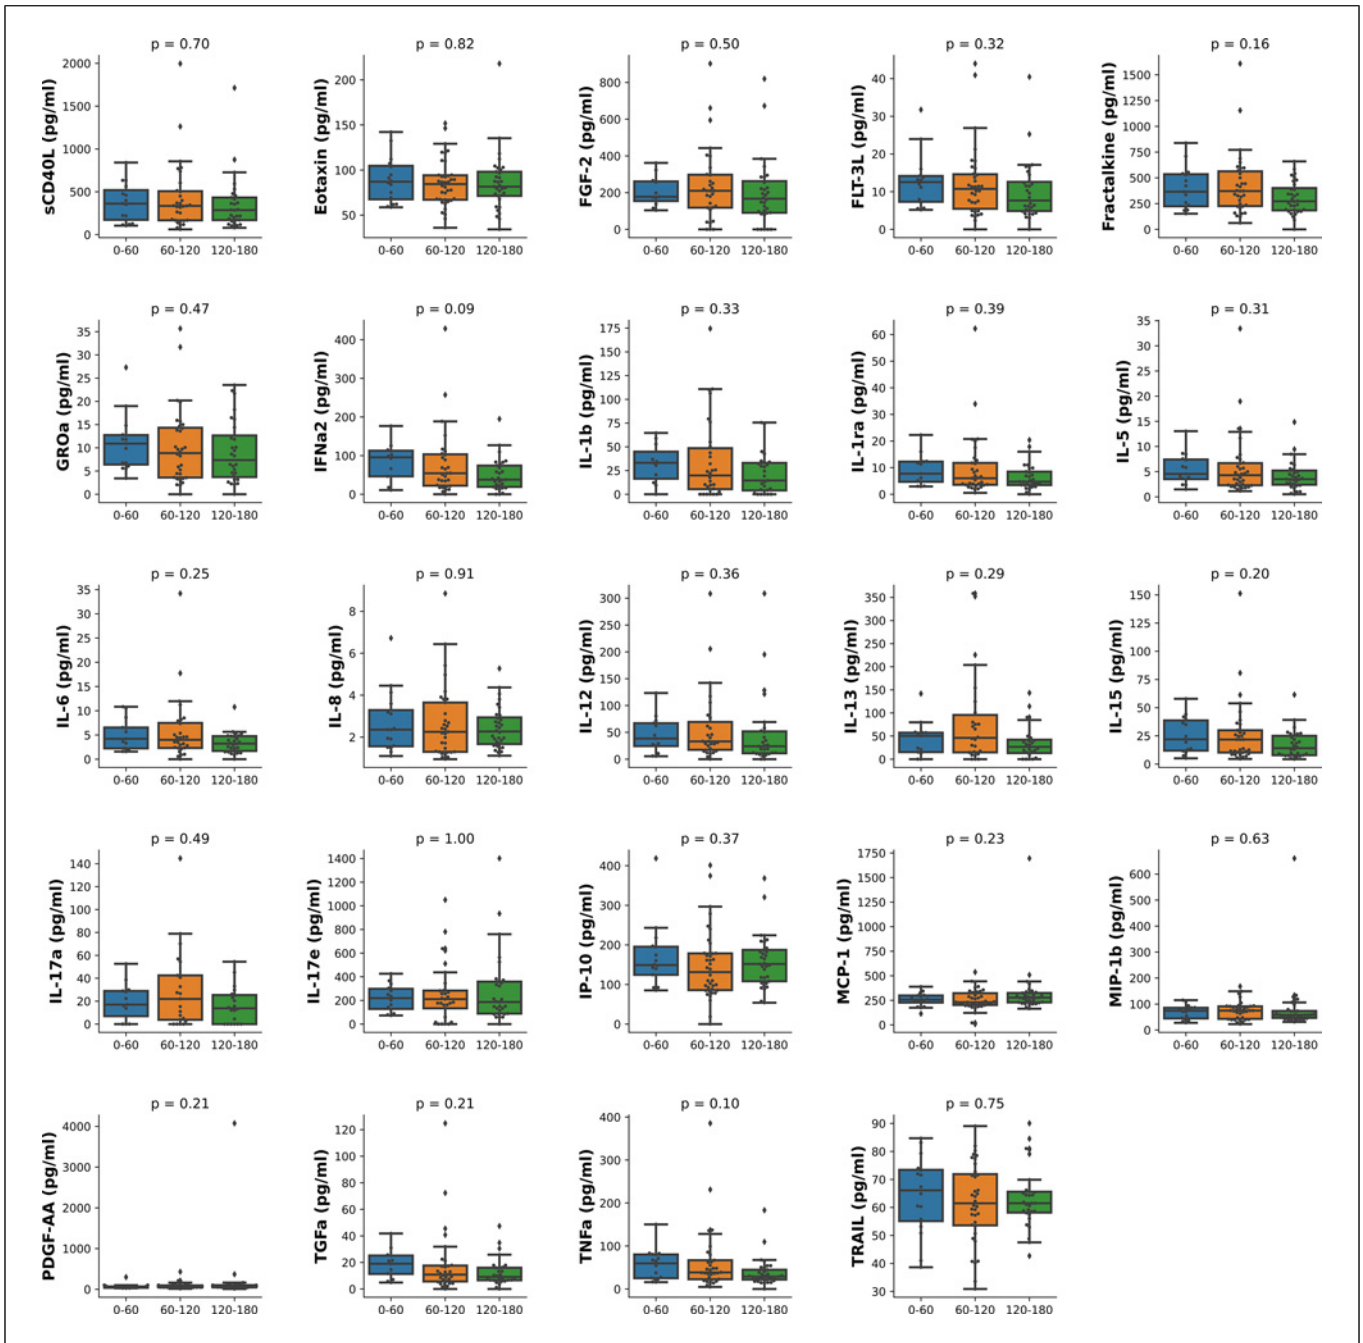 p = 0.70
sCD40L (pg/ml)
2000
1500
1000
500
0
0-60 60-120 120-180
p = 0.82
Eotaxin (pg/ml)
200
150
100
50
0-60 60-120 120-180
p = 0.50
FGF-2 (pg/ml)
800
600
400
200
0
0-60 60-120 120-180
p = 0.32
FLT-3L (pg/ml)
40
30
20
10
0
0-60 60-120 120-180
p = 0.16
Fractalkine (pg/ml)
1500
1250
1000
750
500
250
0
0-60 60-120 120-180
p = 0.47
GROa (pg/ml)
35
30
25
20
15
10
5
0
0-60 60-120 120-180
p = 0.09
IFNa2 (pg/ml)
400
300
200
100
0
0-60 60-120 120-180
p = 0.33
IL-1b (pg/ml)
175
150
125
100
75
50
25
0
0-60 60-120 120-180
p = 0.39
IL-1ra (pg/ml)
60
50
40
30
20
10
0
0-60 60-120 120-180
p = 0.31
IL-5 (pg/ml)
35
30
25
20
15
10
5
0
0-60 60-120 120-180
p = 0.25
IL-6 (pg/ml)
35
30
25
20
15
10
5
0
0-60 60-120 120-180
p = 0.91
IL-8 (pg/ml)
8
6
4
2
0-60 60-120 120-180
p = 0.36
IL-12 (pg/ml)
300
250
200
150
100
50
0
0-60 60-120 120-180
p = 0.29
IL-13 (pg/ml)
350
300
250
200
150
100
50
0
0-60 60-120 120-180
p = 0.20
IL-15 (pg/ml)
150
125
100
75
50
25
0
0-60 60-120 120-180
p = 0.49
IL-17a (pg/ml)
140
120
100
80
60
40
20
0
0-60 60-120 120-180
p = 1.00
IL-17e (pg/ml)
1400
1200
1000
800
600
400
200
0
0-60 60-120 120-180
p = 0.37
IP-10 (pg/ml)
400
300
200
100
0
0-60 60-120 120-180
p = 0.23
MCP-1 (pg/ml)
1750
1500
1250
1000
750
500
250
0
0-60 60-120 120-180
p = 0.63
MIP-1b (pg/ml)
600
500
400
300
200
100
0
0-60 60-120 120-180
p = 0.21
PDGF-AA (pg/ml)
4000
3000
2000
1000
0
0-60 60-120 120-180
p = 0.21
TGFa (pg/ml)
120
100
80
60
40
20
0
0-60 60-120 120-180
p = 0.10
TNFa (pg/ml)
400
300
200
100
0
0-60 60-120 120-180
p = 0.75
TRAIL (pg/ml)
90
80
70
60
50
40
30
0-60 60-120 120-180